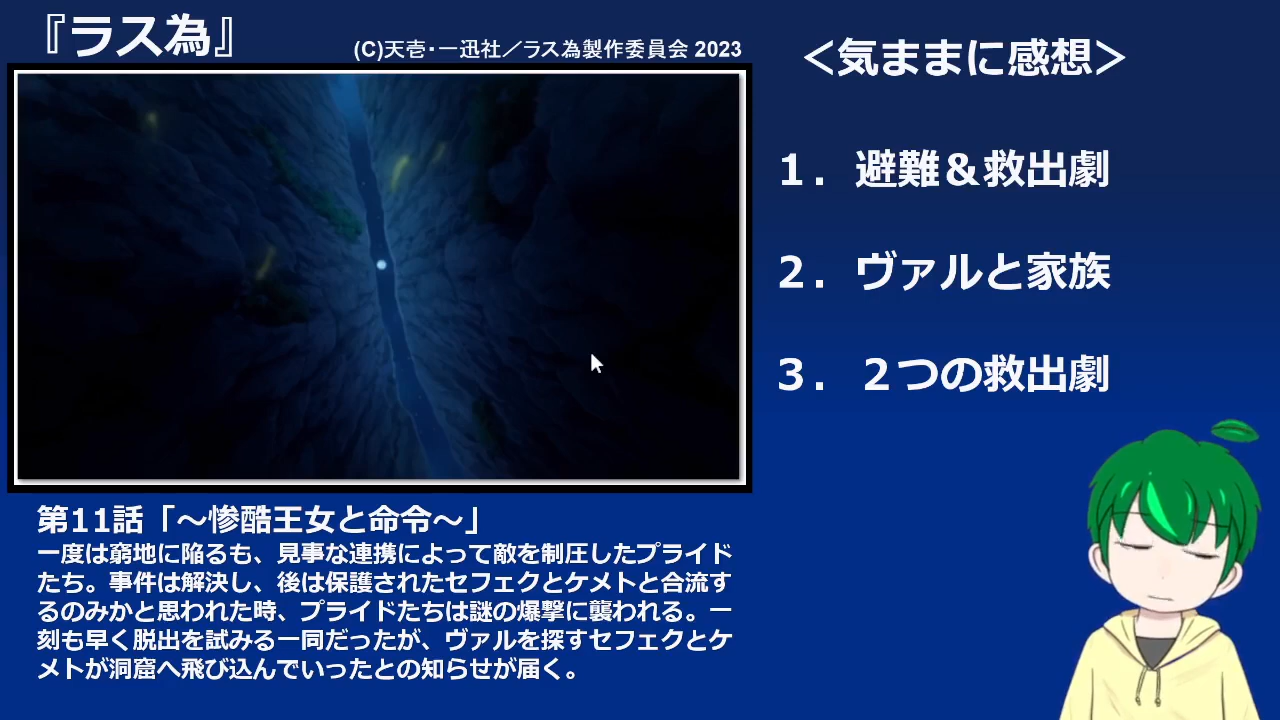 『ラス為』
(C)天壱・一迅社／ラス為製作委員会 2023
＜気ままに感想＞
１．避難＆救出劇
２．ヴァルと家族
３．２つの救出劇
第11話「～惨酷王女と命令～」
一度は窮地に陥るも、見事な連携によって敵を制圧したプライド
たち。事件は解決し、後は保護されたセフェクとケメトと合流す
るのみかと思われた時、プライドたちは謎の爆撃に襲われる。一
刻も早く脱出を試みる一同だったが、ヴァルを探すセフェクとケ
メトが洞窟へ飛び込んでいったとの知らせが届く。